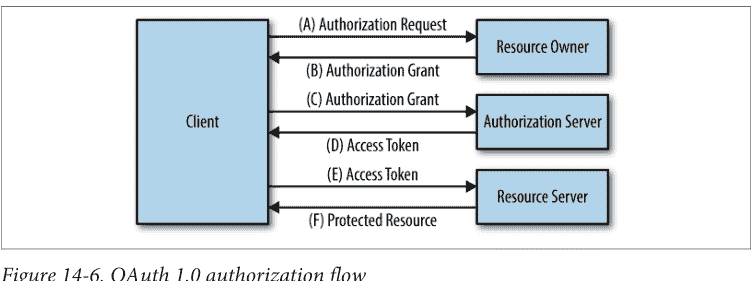 (A) Authorization Request
Resource Owner
(B) Authorization Grant
(C) Authorization Grant
Client
Authorization Server
(D) Access Token
(E) Access Token
Resource Server
(F) Protected Resource
Figure 14-6. OAuth 1.0 authorization flow